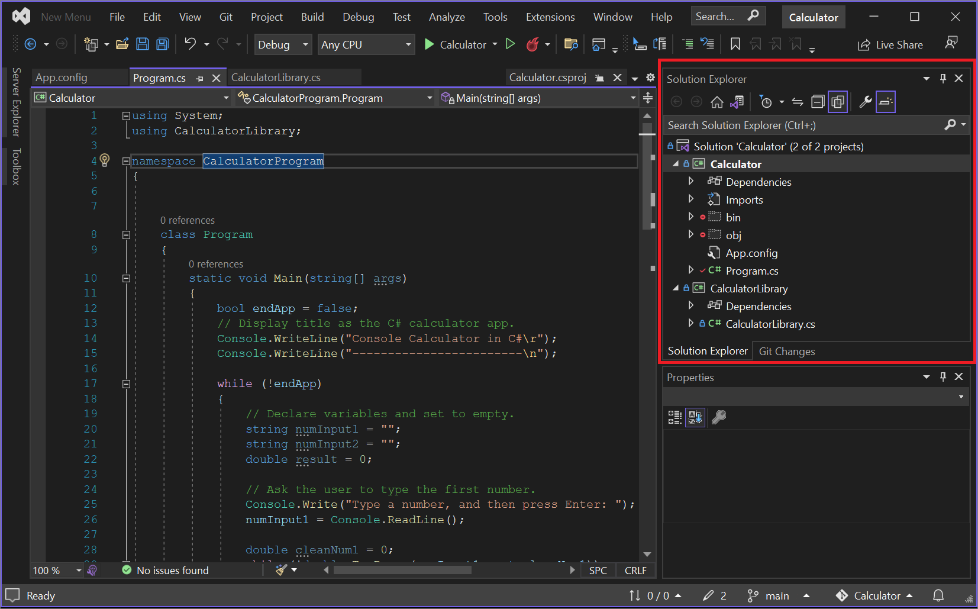 New Menu File Edit View Git Project Build Debug Test Analyze Tools Extensions Window Help Search... Calculator
Debug Any CPU Calculator Live Share
Server Explorer
Toolbox
App.config Program.cs CalculatorLibrary.cs Calculator.csproj
Calculator CalculatorProgram.Program Main(string[] args)
1 using System;
2 using CalculatorLibrary;
3
4 namespace CalculatorProgram
5 {
6
7
0 references
8 class Program
9 {
0 references
10 static void Main(string[] args)
11 {
12 bool endApp = false;
13 // Display title as the C# calculator app.
14 Console.WriteLine("Console Calculator in C#\r");
15 Console.WriteLine("------------------------\n");
16
17 while (!endApp)
18 {
19 // Declare variables and set to empty.
20 string numInput1 = "";
21 string numInput2 = "";
22 double result = 0;
23
24 // Ask the user to type the first number.
25 Console.Write("Type a number, and then press Enter: ");
26 numInput1 = Console.ReadLine();
27
28 double cleanNum1 = 0;
100 % No issues found SPC CRLF
Solution Explorer
Search Solution Explorer (Ctrl+;)
Solution 'Calculator' (2 of 2 projects)
Calculator
Dependencies
Imports
bin
obj
App.config
C# Program.cs
CalculatorLibrary
Dependencies
C# CalculatorLibrary.cs
Solution Explorer Git Changes
Properties
Ready 0 / 0 2 main Calculator